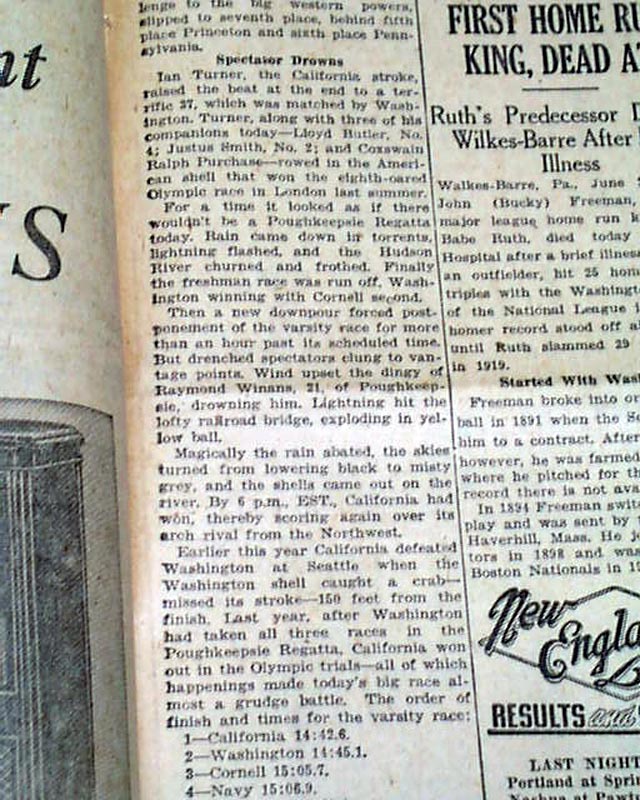 nt
S
lenge to the big western powers,
slipped to seventh place, behind fifth
place Princeton and sixth place Penn-
sylvania.
Spectator Drowns
Ian Turner, the California stroke,
raised the beat at the end to a ter-
rific 37, which was matched by Wash-
ington. Turner, along with three of his
companions today—Lloyd Butler, No.
4; Justus Smith, No. 2; and Coxswain
Ralph Purchase—rowed in the Ameri-
can shell that won the eighth-oared
Olympic race in London last summer.
For a time it looked as if there
wouldn't be a Poughkeepsie Regatta
today. Rain came down in torrents,
lightning flashed, and the Hudson
River churned and frothed. Finally
the freshman race was run off, Wash-
ington winning with Cornell second.
Then a new downpour forced post-
ponement of the varsity race for more
than an hour past its scheduled time.
But drenched spectators clung to van-
tage points. Wind upset the dingy of
Raymond Winans, 21, of Poughkeep-
sie, drowning him. Lightning hit the
lofty railroad bridge, exploding in yel-
low ball.
Magically the rain abated, the skies
turned from lowering black to misty
grey, and the shells came out on the
river. By 6 p.m., EST., California had
won, thereby scoring again over its
arch rival from the Northwest.
Earlier this year California defeated
Washington at Seattle when the
Washington shell caught a crab—
missed its stroke—150 feet from the
finish. Last year, after Washington
had taken all three races in the
Poughkeepsie Regatta, California won
out in the Olympic trials—all of which
happenings made today's big race al-
most a grudge battle. The order of
finish and times for the varsity race:
1—California 14:42.6.
2—Washington 14:45.1.
3—Cornell 15:05.7.
4—Navy 15:06.9.
FIRST HOME RU
KING, DEAD A
Ruth's Predecessor
Wilkes-Barre After
Illness
Walkes-Barre, Pa., June
John (Bucky) Freeman,
major league home run k
Babe Ruth, died today
Hospital after a brief illness
an outfielder, hit 25 hom
triples with the Washingt
of the National League i
homer record stood off a
until Ruth slammed 29
in 1919.
Started With Wash
Freeman broke into or
ball in 1891 when the Se
him to a contract. After
however, he was farmed
where he pitched for th
record there is not ava
In 1894 Freeman swit
play and was sent by
Haverhill, Mass. He j
tors in 1898 and was
Boston Nationals in 1
New
Engla
RESULTS and
LAST NIGHT
Portland at Sprin
Nashua at Pawt